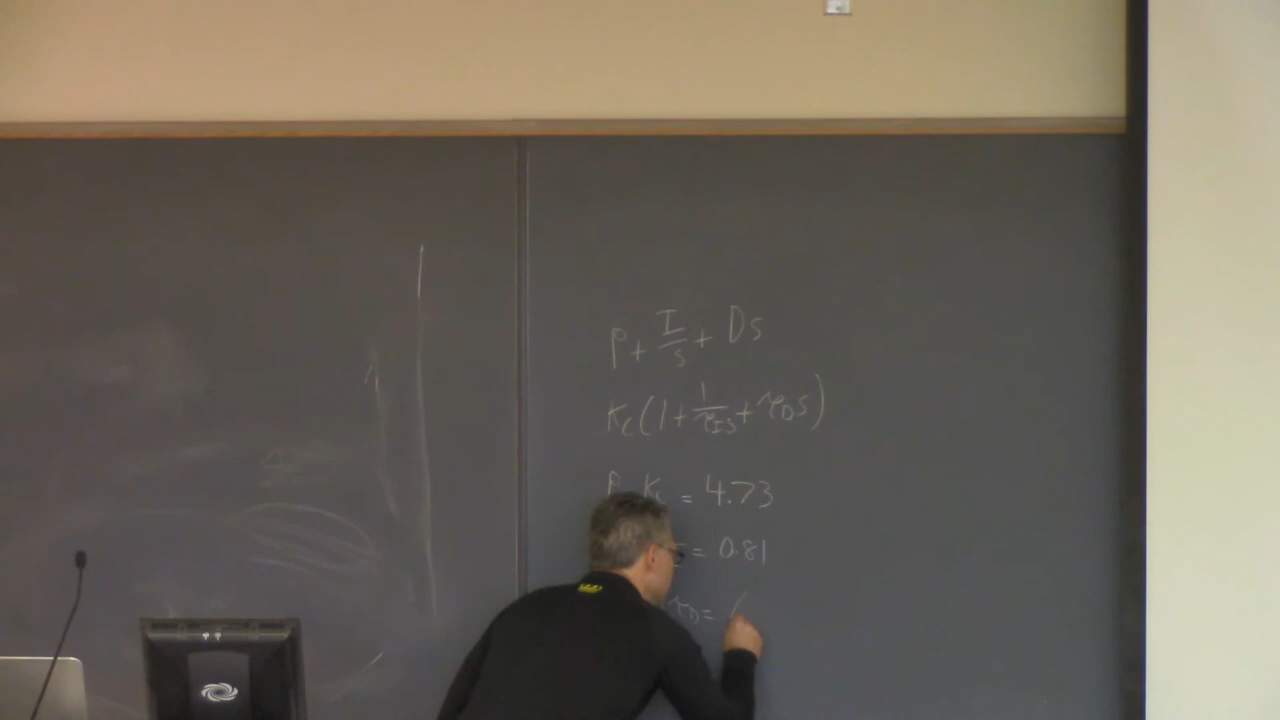 P + I/s + Ds
Kc(1 + 1/τIs + τDs)
P Kc = 4.73
= 0.81
τD =